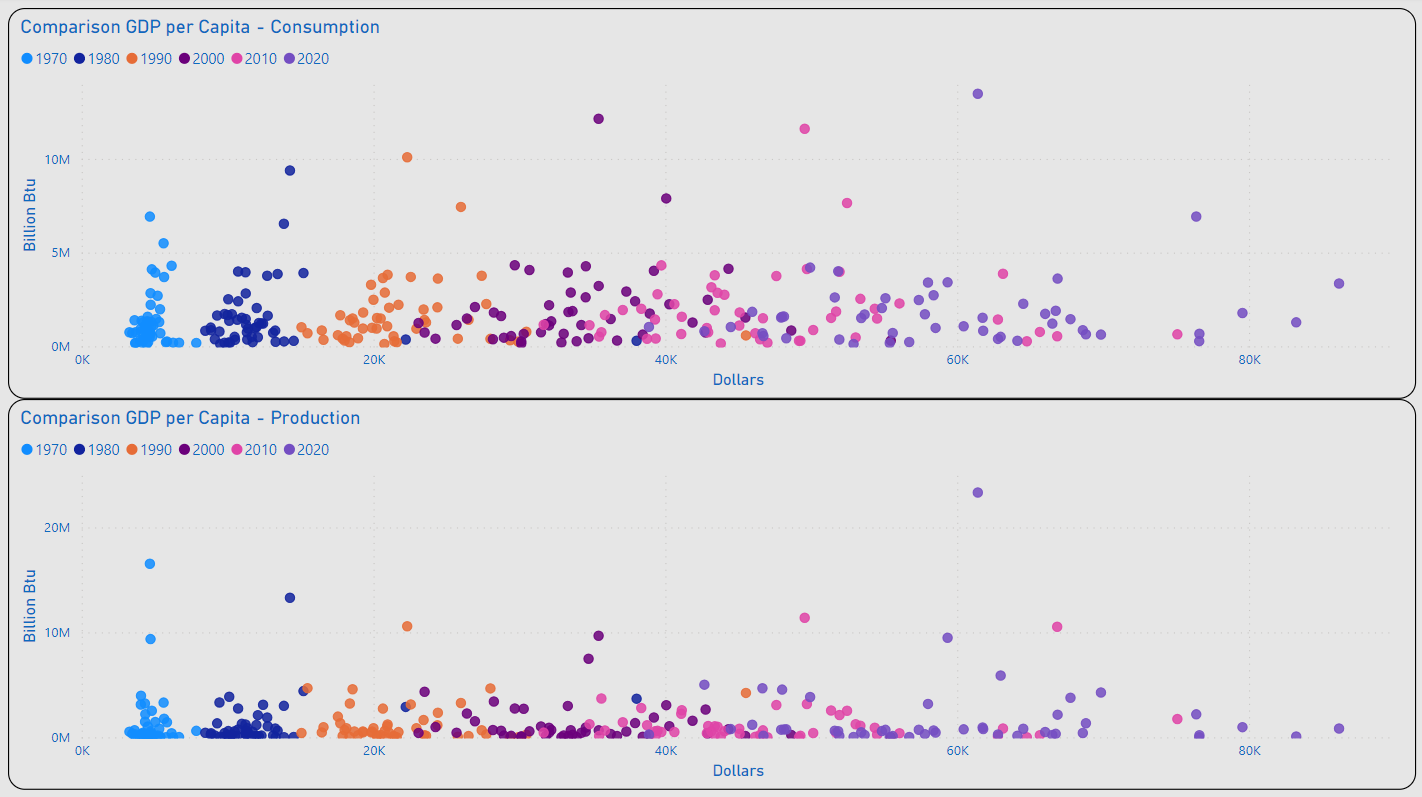 Comparison GDP per Capita - Consumption
1970 1980 1990 2000 2010 2020
10M
5M
0M
Billion Btu
0K 20K 40K 60K 80K
Dollars
Comparison GDP per Capita - Production
1970 1980 1990 2000 2010 2020
20M
10M
0M
Billion Btu
0K 20K 40K 60K 80K
Dollars